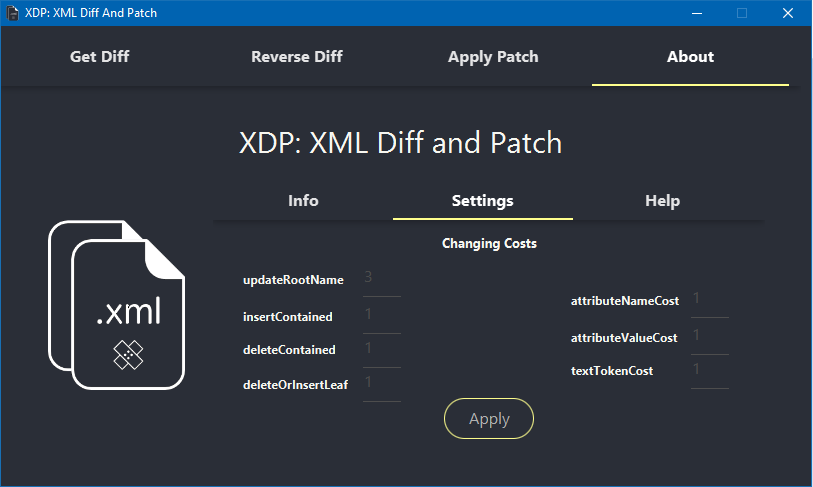 XDP: XML Diff And Patch
Get Diff Reverse Diff Apply Patch About
XDP: XML Diff and Patch
Info Settings Help
Changing Costs
.xml
updateRootName 3
insertContained 1
deleteContained 1
deleteOrInsertLeaf 1
attributeNameCost 1
attributeValueCost 1
textTokenCost 1
Apply